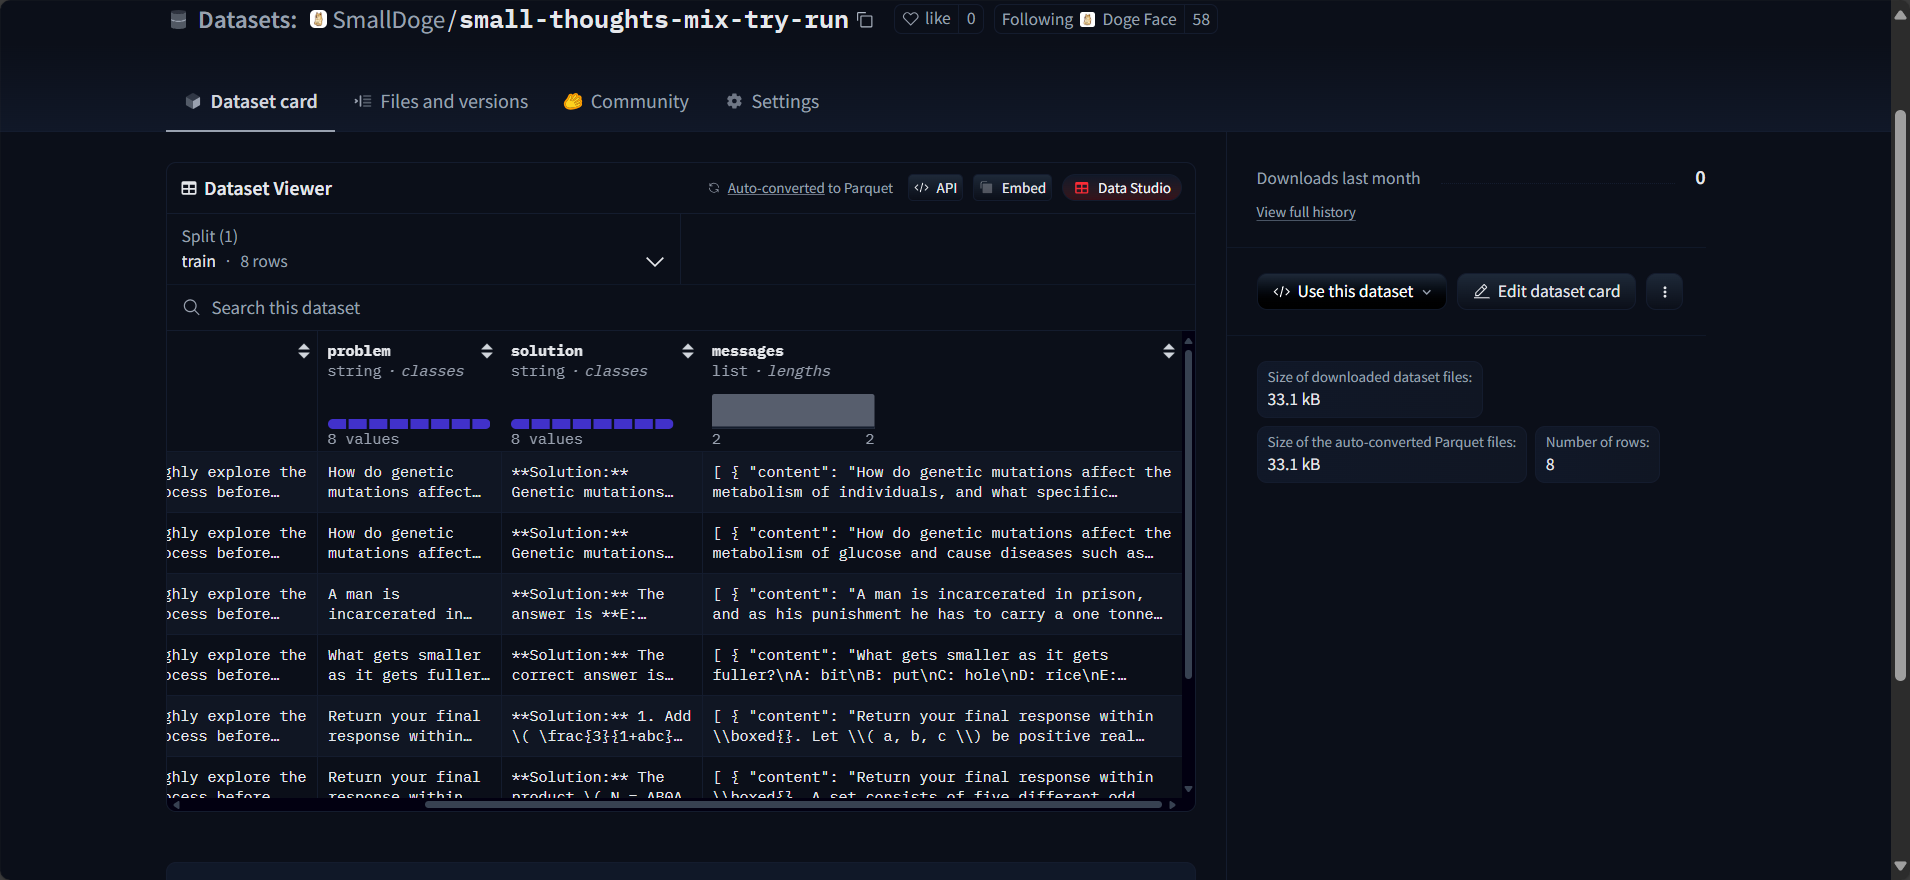 Datasets: SmallDoge/small-thoughts-mix-try-run like 0 Following Doge Face 58
Dataset card Files and versions Community Settings
Dataset Viewer Auto-converted to Parquet API Embed Data Studio
Split (1)
train · 8 rows
Search this dataset
problem solution messages
string · classes string · classes list · lengths
8 values 8 values 2 2
ghly explore the How do genetic **Solution:** [ { "content": "How do genetic mutations affect the
ocess before… mutations affect… Genetic mutations… metabolism of individuals, and what specific…
ghly explore the How do genetic **Solution:** [ { "content": "How do genetic mutations affect the
ocess before… mutations affect… Genetic mutations… metabolism of glucose and cause diseases such as…
ghly explore the A man is **Solution:** The [ { "content": "A man is incarcerated in prison,
ocess before… incarcerated in… answer is **E:… and as his punishment he has to carry a one tonne…
ghly explore the What gets smaller **Solution:** The [ { "content": "What gets smaller as it gets
ocess before… as it gets fuller… correct answer is… fuller?\nA: bit\nB: put\nC: hole\nD: rice\nE:…
ghly explore the Return your final **Solution:** 1. Add [ { "content": "Return your final response within
ocess before… response within… \( \frac{3}{1+abc}… \\boxed{}. Let \\( a, b, c \\) be positive real…
ghly explore the Return your final **Solution:** The [ { "content": "Return your final response within
ocess before response within product \( N = AB0A \\boxed{}. A set consists of five different odd
Downloads last month 0
View full history
Use this dataset Edit dataset card
Size of downloaded dataset files:
33.1 kB
Size of the auto-converted Parquet files: Number of rows:
33.1 kB 8